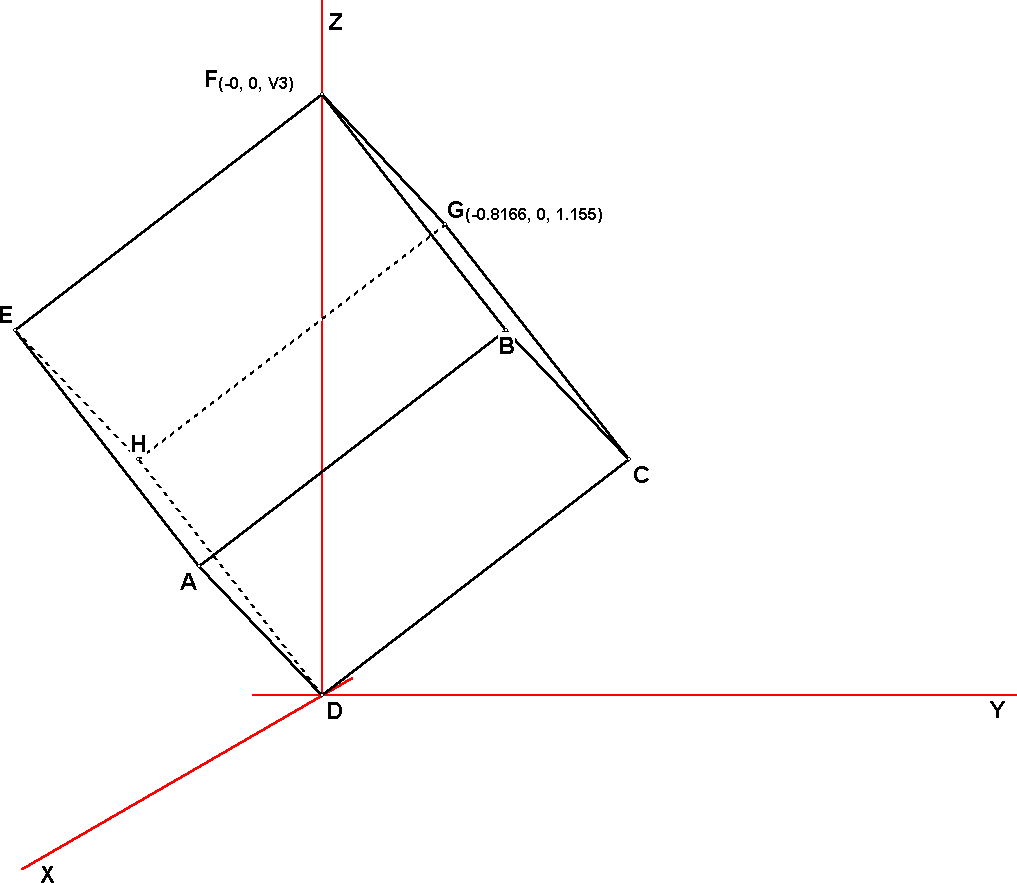 Z
F(-0, 0, V3)
G(-0.8166, 0, 1.155)
E
B
H
C
A
D
Y
X